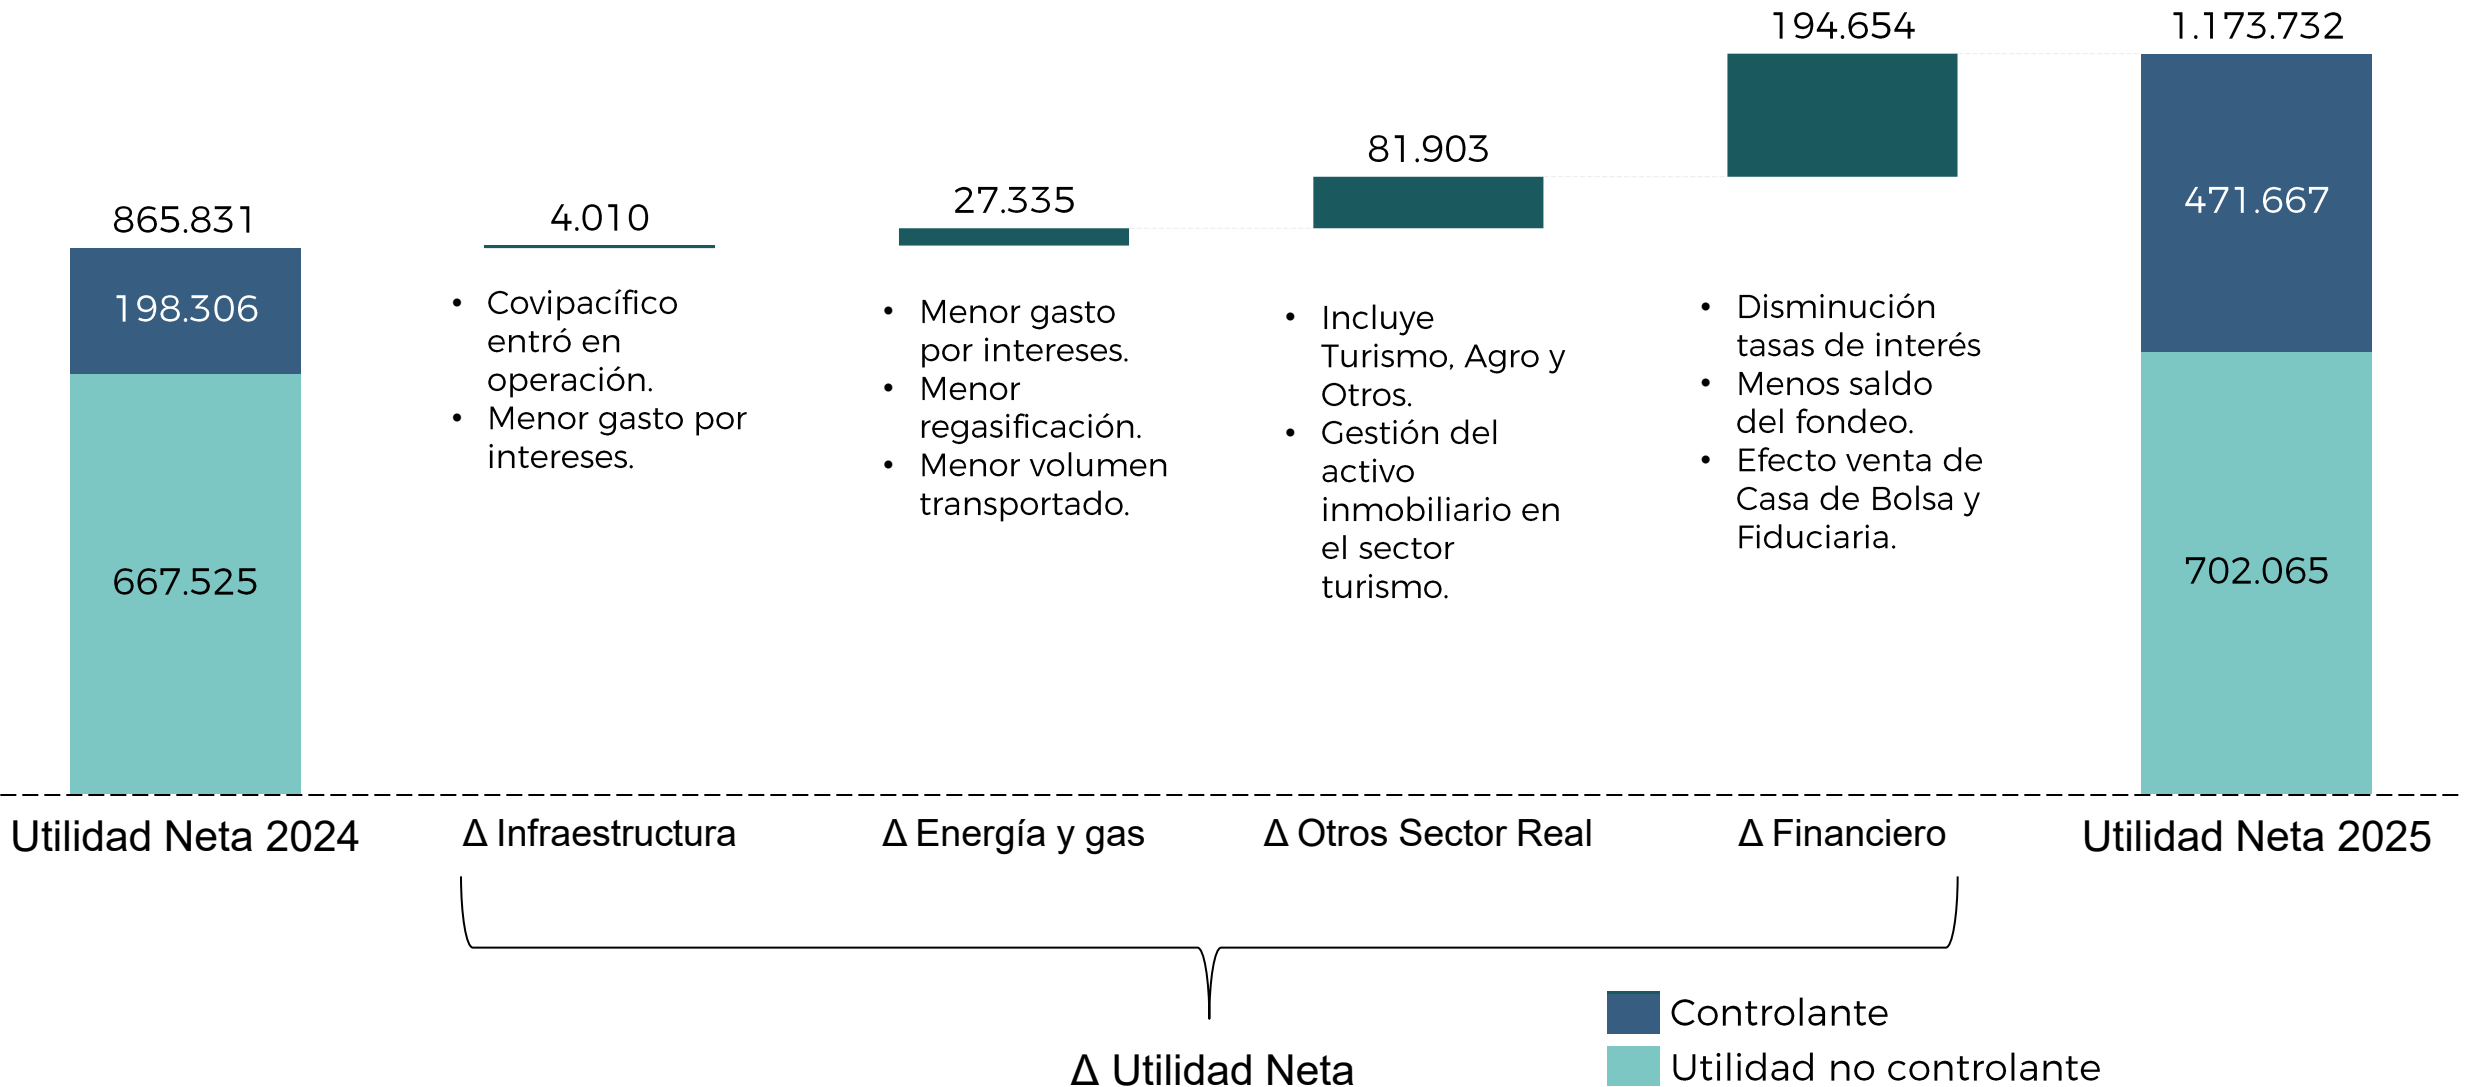 865.831
198.306
667.525
4.010
• Covipacífico
entró en
operación.
• Menor gasto por
intereses.
27.335
• Menor gasto
por intereses.
• Menor
regasificación.
• Menor volumen
transportado.
81.903
• Incluye
Turismo, Agro y
Otros.
• Gestión del
activo
inmobiliario en
el sector
turismo.
194.654
• Disminución
tasas de interés
• Menos saldo
del fondeo.
• Efecto venta de
Casa de Bolsa y
Fiduciaria.
1.173.732
471.667
702.065
Utilidad Neta 2024
Δ Infraestructura
Δ Energía y gas
Δ Otros Sector Real
Δ Financiero
Utilidad Neta 2025
Δ Utilidad Neta
Controlante
Utilidad no controlante